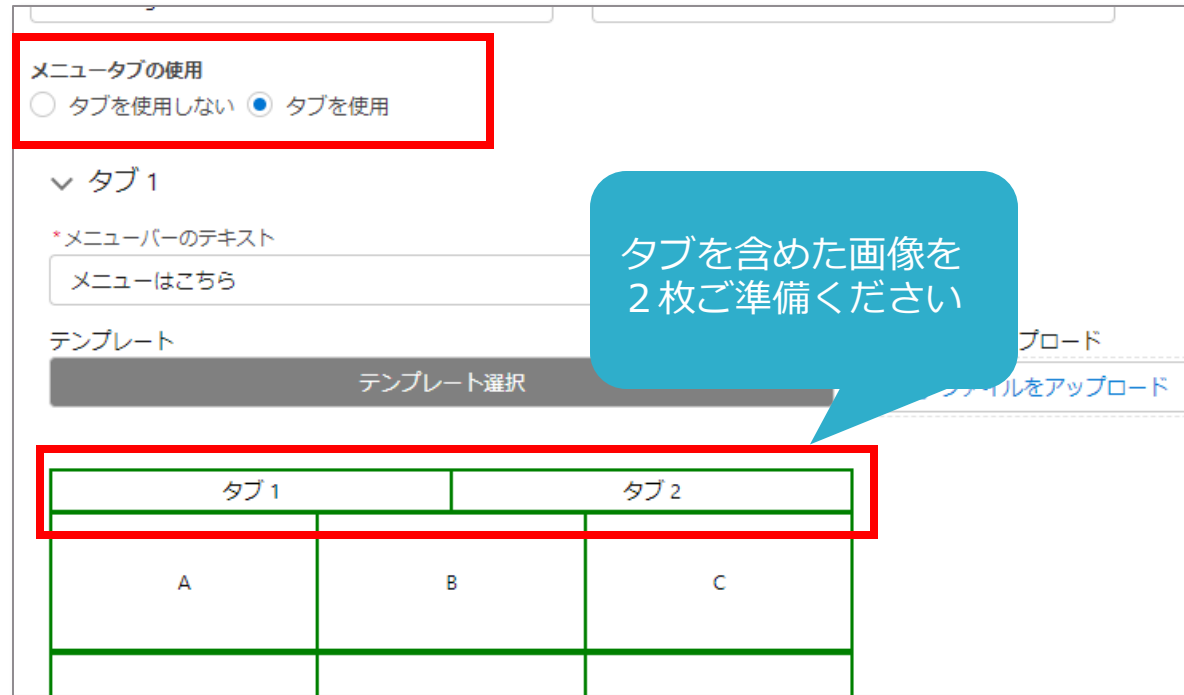 メニュータブの使用
タブを使用しない タブを使用
タブ 1
*メニューバーのテキスト
メニューはこちら
タブを含めた画像を
２枚ご準備ください
テンプレート
プロード
テンプレート選択
ファイルをアップロード
タブ 1 タブ 2
A B C